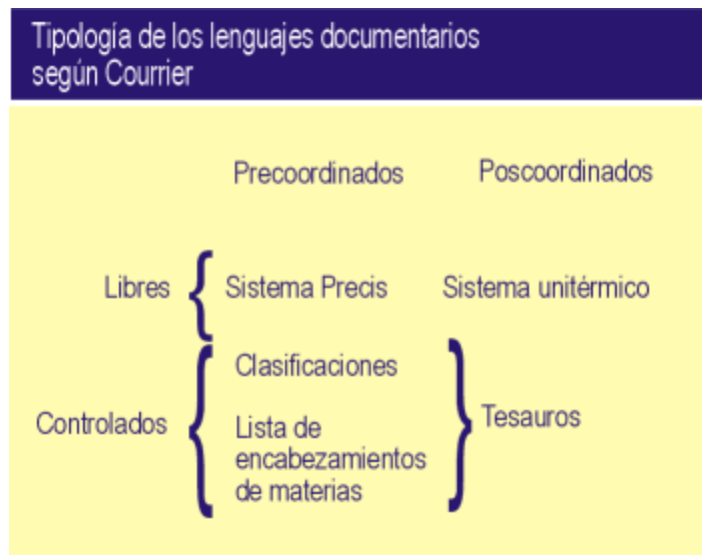 Tipología de los lenguajes documentarios
según Courrier
Precoordinados Poscoordinados
Libres { Sistema Precis Sistema unitérmico
Clasificaciones
Controlados { } Tesauros
Lista de
encabezamientos
de materias